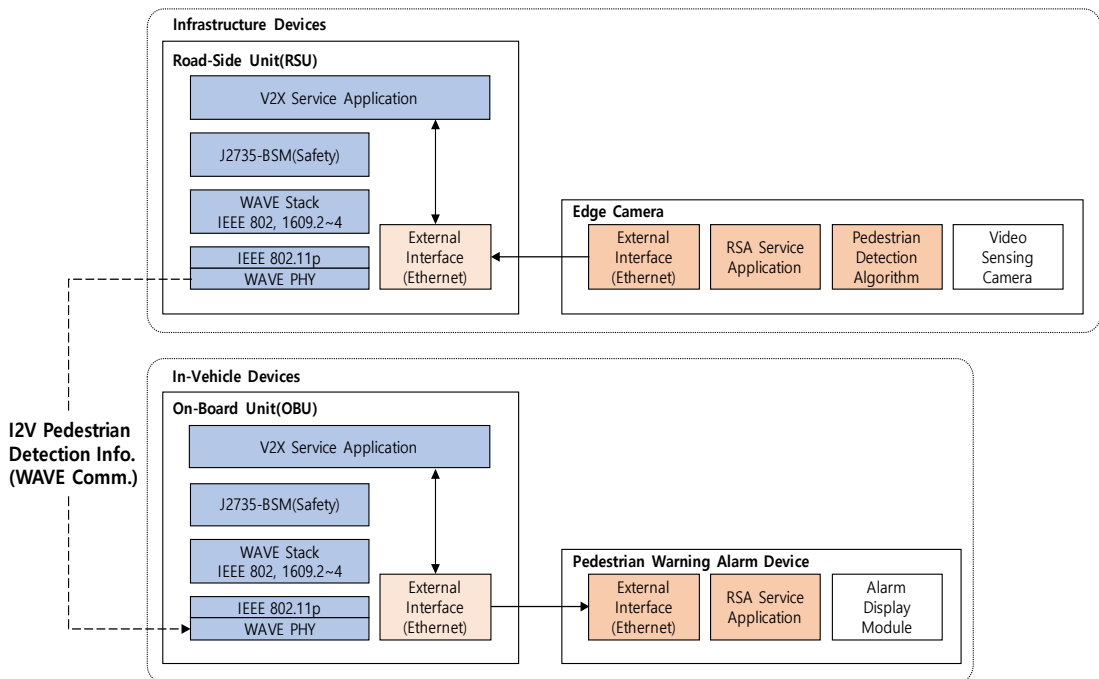 Infrastructure Devices
Road-Side Unit(RSU)
V2X Service Application
J2735-BSM(Safety)
WAVE Stack
IEEE 802, 1609.2~4
IEEE 802.11p
WAVE PHY
External
Interface
(Ethernet)
Edge Camera
External
Interface
(Ethernet)
RSA Service
Application
Pedestrian
Detection
Algorithm
Video
Sensing
Camera
I2V Pedestrian
Detection Info.
(WAVE Comm.)
In-Vehicle Devices
On-Board Unit(OBU)
V2X Service Application
J2735-BSM(Safety)
WAVE Stack
IEEE 802, 1609.2~4
IEEE 802.11p
WAVE PHY
External
Interface
(Ethernet)
Pedestrian Warning Alarm Device
External
Interface
(Ethernet)
RSA Service
Application
Alarm
Display
Module